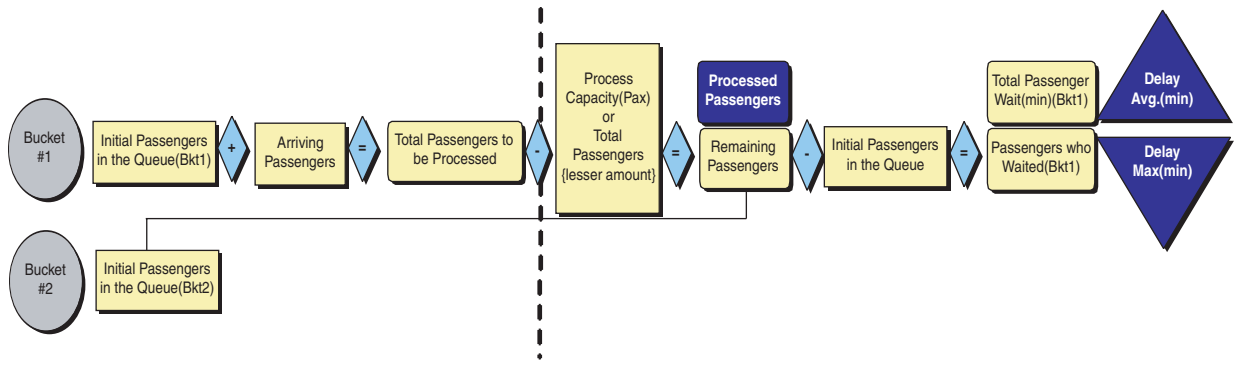 Bucket
#1
Initial Passengers
in the Queue(Bkt1)
+
Arriving
Passengers
=
Total Passengers to
be Processed
-
Process
Capacity(Pax)
or
Total
Passengers
{lesser amount}
=
Processed
Passengers
Remaining
Passengers
-
Initial Passengers
in the Queue
=
Total Passenger
Wait(min)(Bkt1)
Passengers who
Waited(Bkt1)
Delay
Avg.(min)
Delay
Max(min)
Bucket
#2
Initial Passengers
in the Queue(Bkt2)